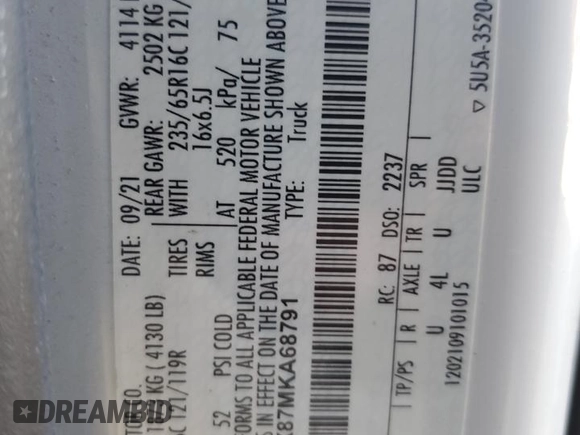 TOR CO.
DATE: 09/21 GVWR: 4114
KG ( 4130 LB) REAR GAWR: 2502 KG
C 121/119R TIRES WITH 235/65R16C 121/
RIMS 16x6.5J
52 PSI COLD AT 520 kPa/ 75
FORMS TO ALL APPLICABLE FEDERAL MOTOR VEHICLE
S IN EFFECT ON THE DATE OF MANUFACTURE SHOWN ABOVE
87MKA68791 TYPE: Truck
RC: 87 DSO: 2237
TP/PS | R | AXLE | TR | SPR |
U 4L U JJDD
1202109101015 ULC
▽ 5U5A-3520
DREAMBID